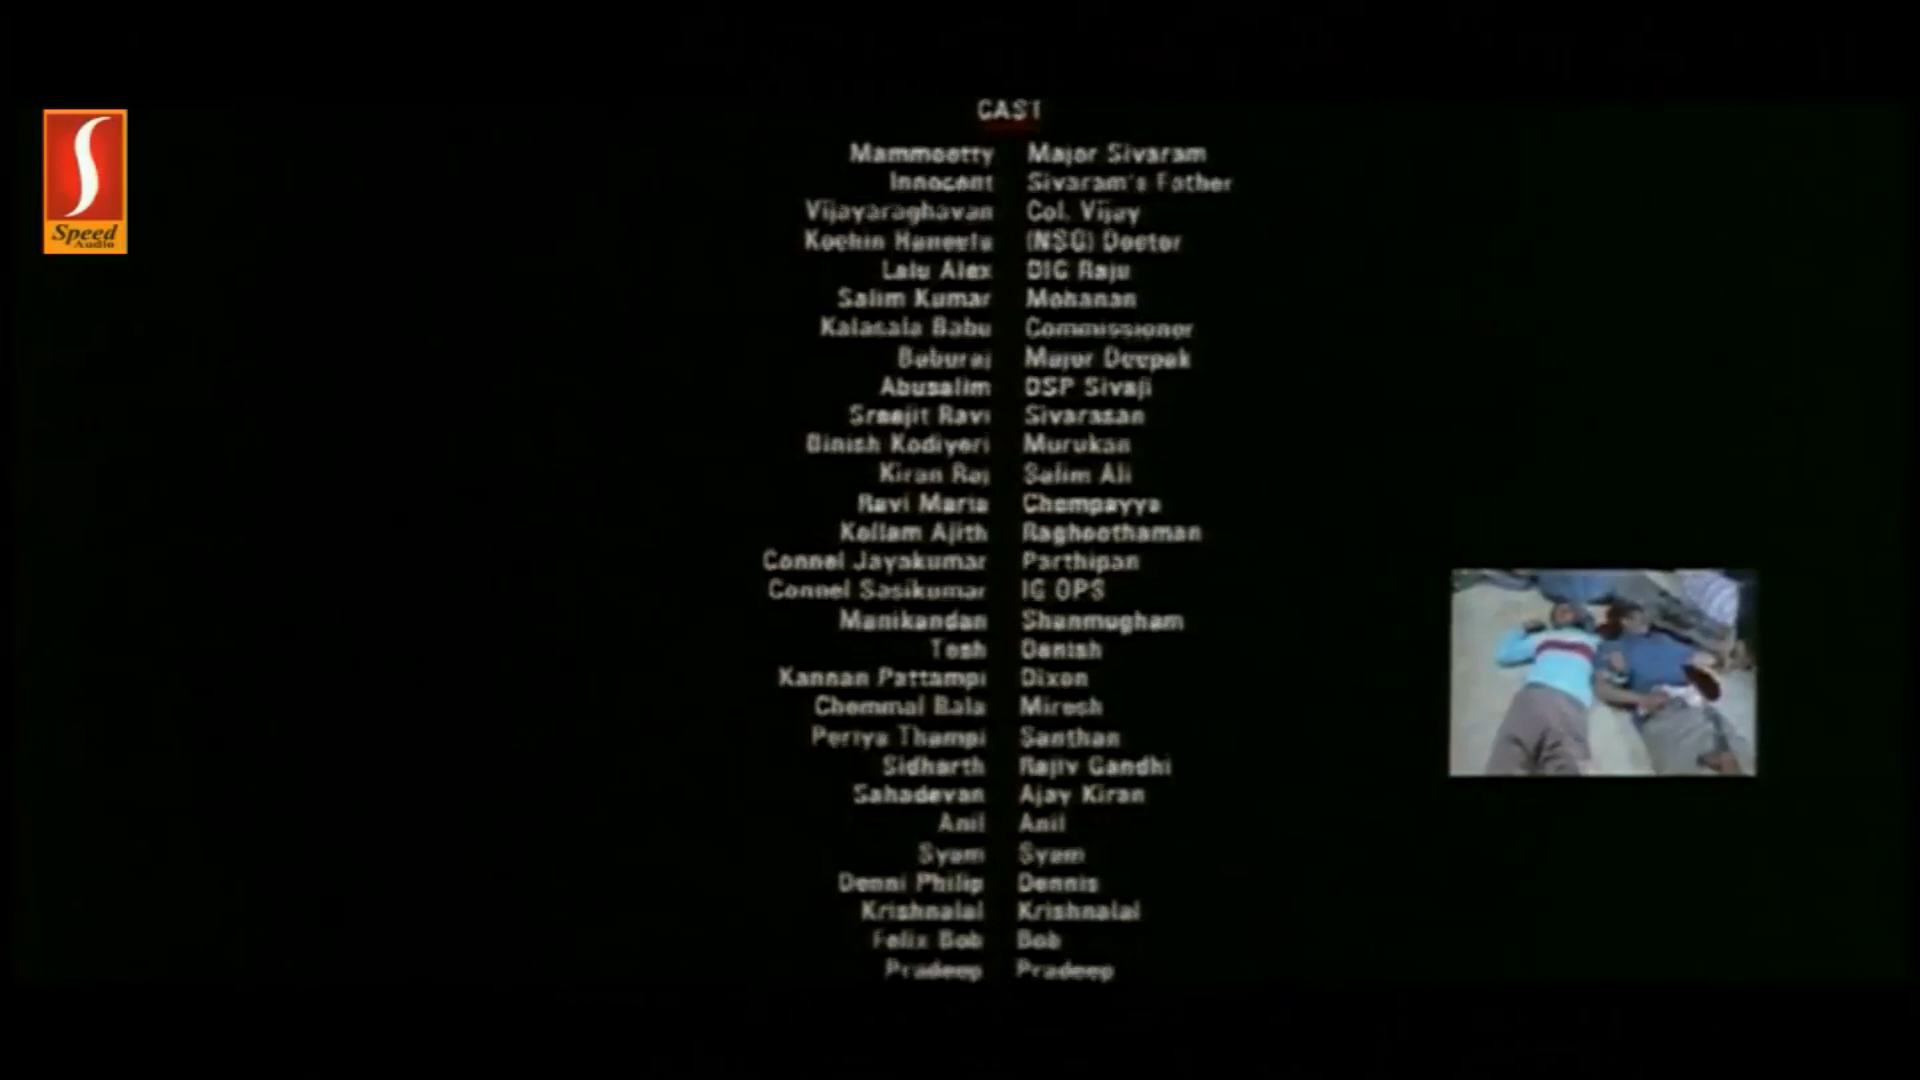 Speed
Audio
CAST
Mammootty Major Sivaram
Innocent Sivaram's Father
Vijayaraghavan Col. Vijay
Kochin Haneefa (NSG) Doctor
Lalu Alex DIG Raju
Salim Kumar Mohanan
Kalasala Babu Commissioner
Baburaj Major Deepak
Abusalim DSP Sivaji
Sreejit Ravi Sivarasan
Binish Kodiyeri Murukan
Kiran Raj Salim Ali
Ravi Maria Chempayya
Kollam Ajith Raghoothaman
Connel Jayakumar Parthipan
Connel Sasikumar IG OPS
Manikandan Shanmugham
Tosh Danish
Kannan Pattampi Dixon
Chemmal Bala Miresh
Periya Thampi Santhan
Sidharth Rajiv Gandhi
Sahadevan Ajay Kiran
Anil Anil
Syam Syam
Denni Philip Dennis
Krishnalal Krishnalal
Felix Bob Bob
Pradeep Pradeep